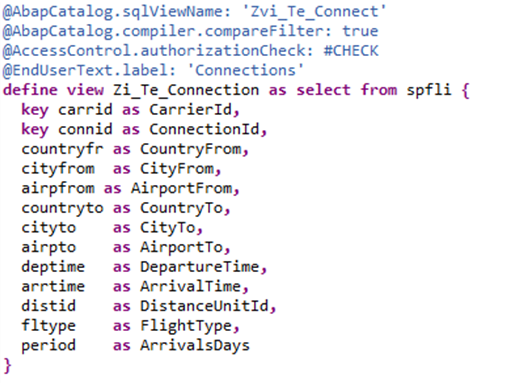 @AbapCatalog.sqlViewName: 'Zvi_Te_Connect'
@AbapCatalog.compiler.compareFilter: true
@AccessControl.authorizationCheck: #CHECK
@EndUserText.label: 'Connections'
define view Zi_Te_Connection as select from spfli {
  key carrid as CarrierId,
  key connid as ConnectionId,
  countryfr as CountryFrom,
  cityfrom  as CityFrom,
  airpfrom as AirportFrom,
  countryto as CountryTo,
  cityto    as CityTo,
  airpto    as AirportTo,
  deptime   as DepartureTime,
  arrtime   as ArrivalTime,
  distid    as DistanceUnitId,
  fltype    as FlightType,
  period    as ArrivalsDays
}